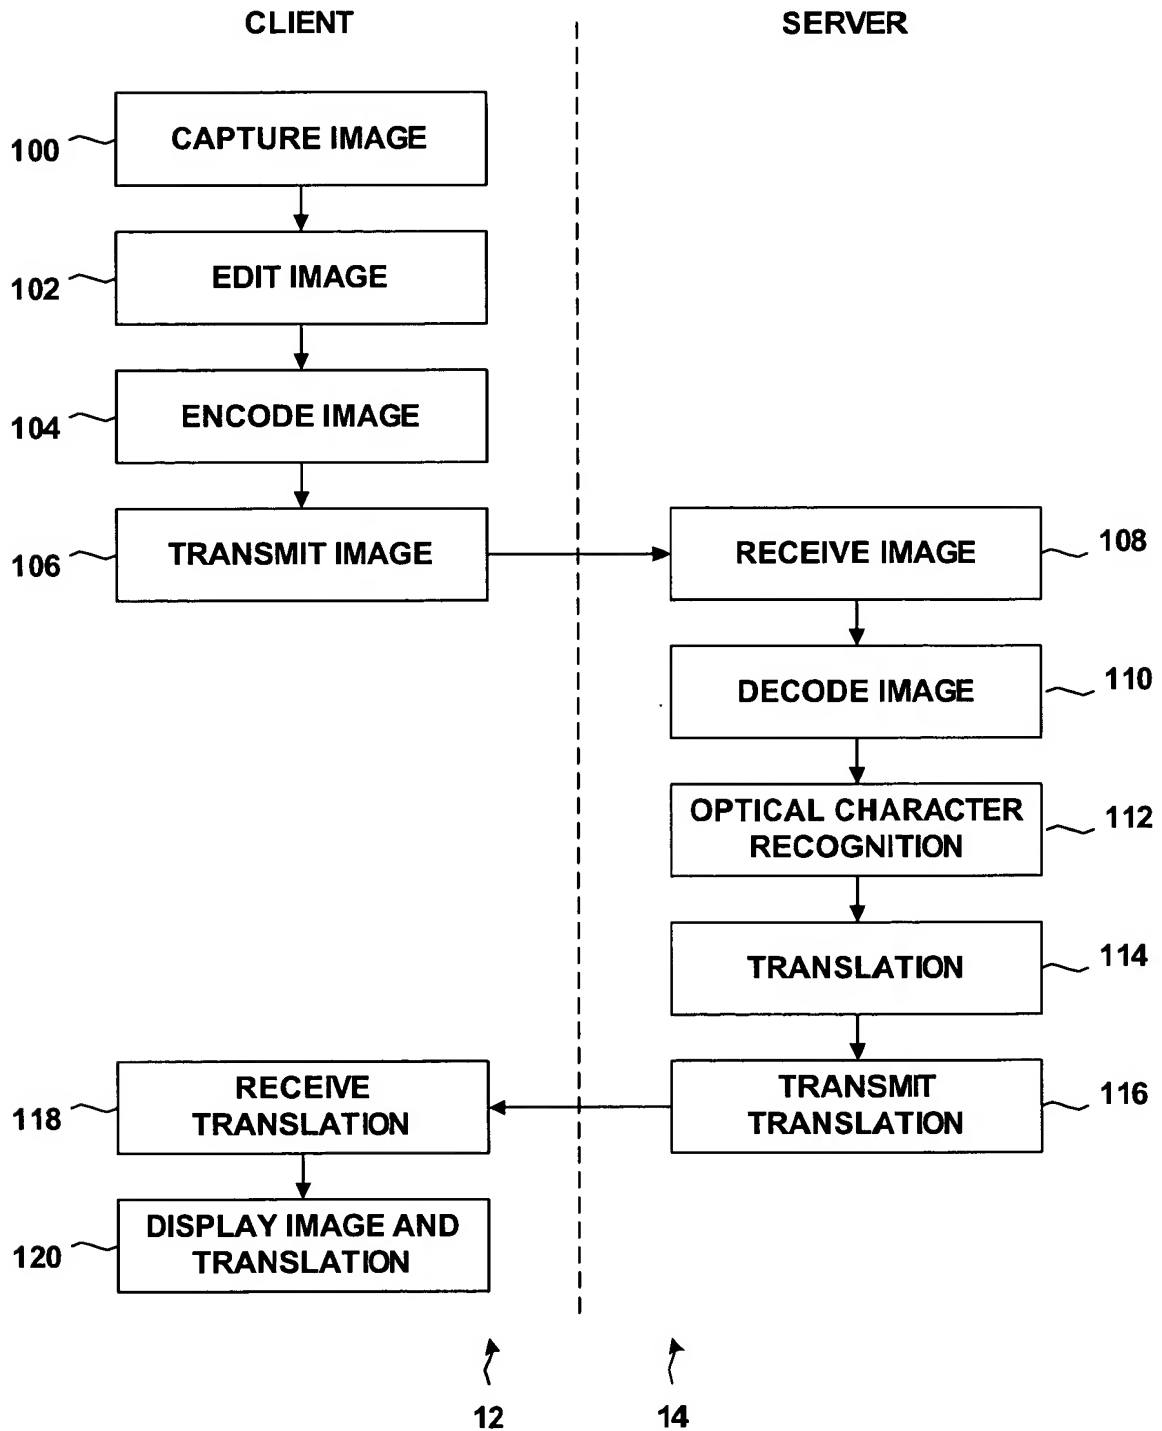 CLIENT
SERVER
100
CAPTURE IMAGE
102
EDIT IMAGE
104
ENCODE IMAGE
106
TRANSMIT IMAGE
RECEIVE IMAGE
108
DECODE IMAGE
110
OPTICAL CHARACTER
RECOGNITION
112
TRANSLATION
114
TRANSMIT
TRANSLATION
116
118
RECEIVE
TRANSLATION
120
DISPLAY IMAGE AND
TRANSLATION
12
14